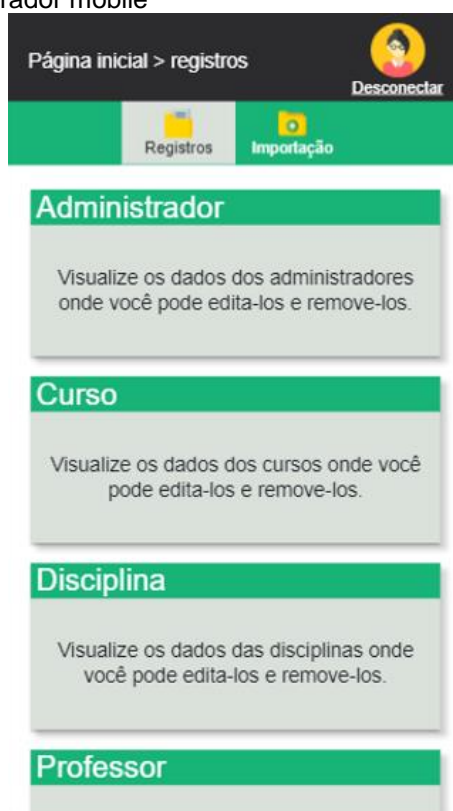 rador mobile
Página inicial > registros
Desconectar
Registros
Importação
Administrador
Visualize os dados dos administradores
onde você pode edita-los e remove-los.
Curso
Visualize os dados dos cursos onde você
pode edita-los e remove-los.
Disciplina
Visualize os dados das disciplinas onde
você pode edita-los e remove-los.
Professor